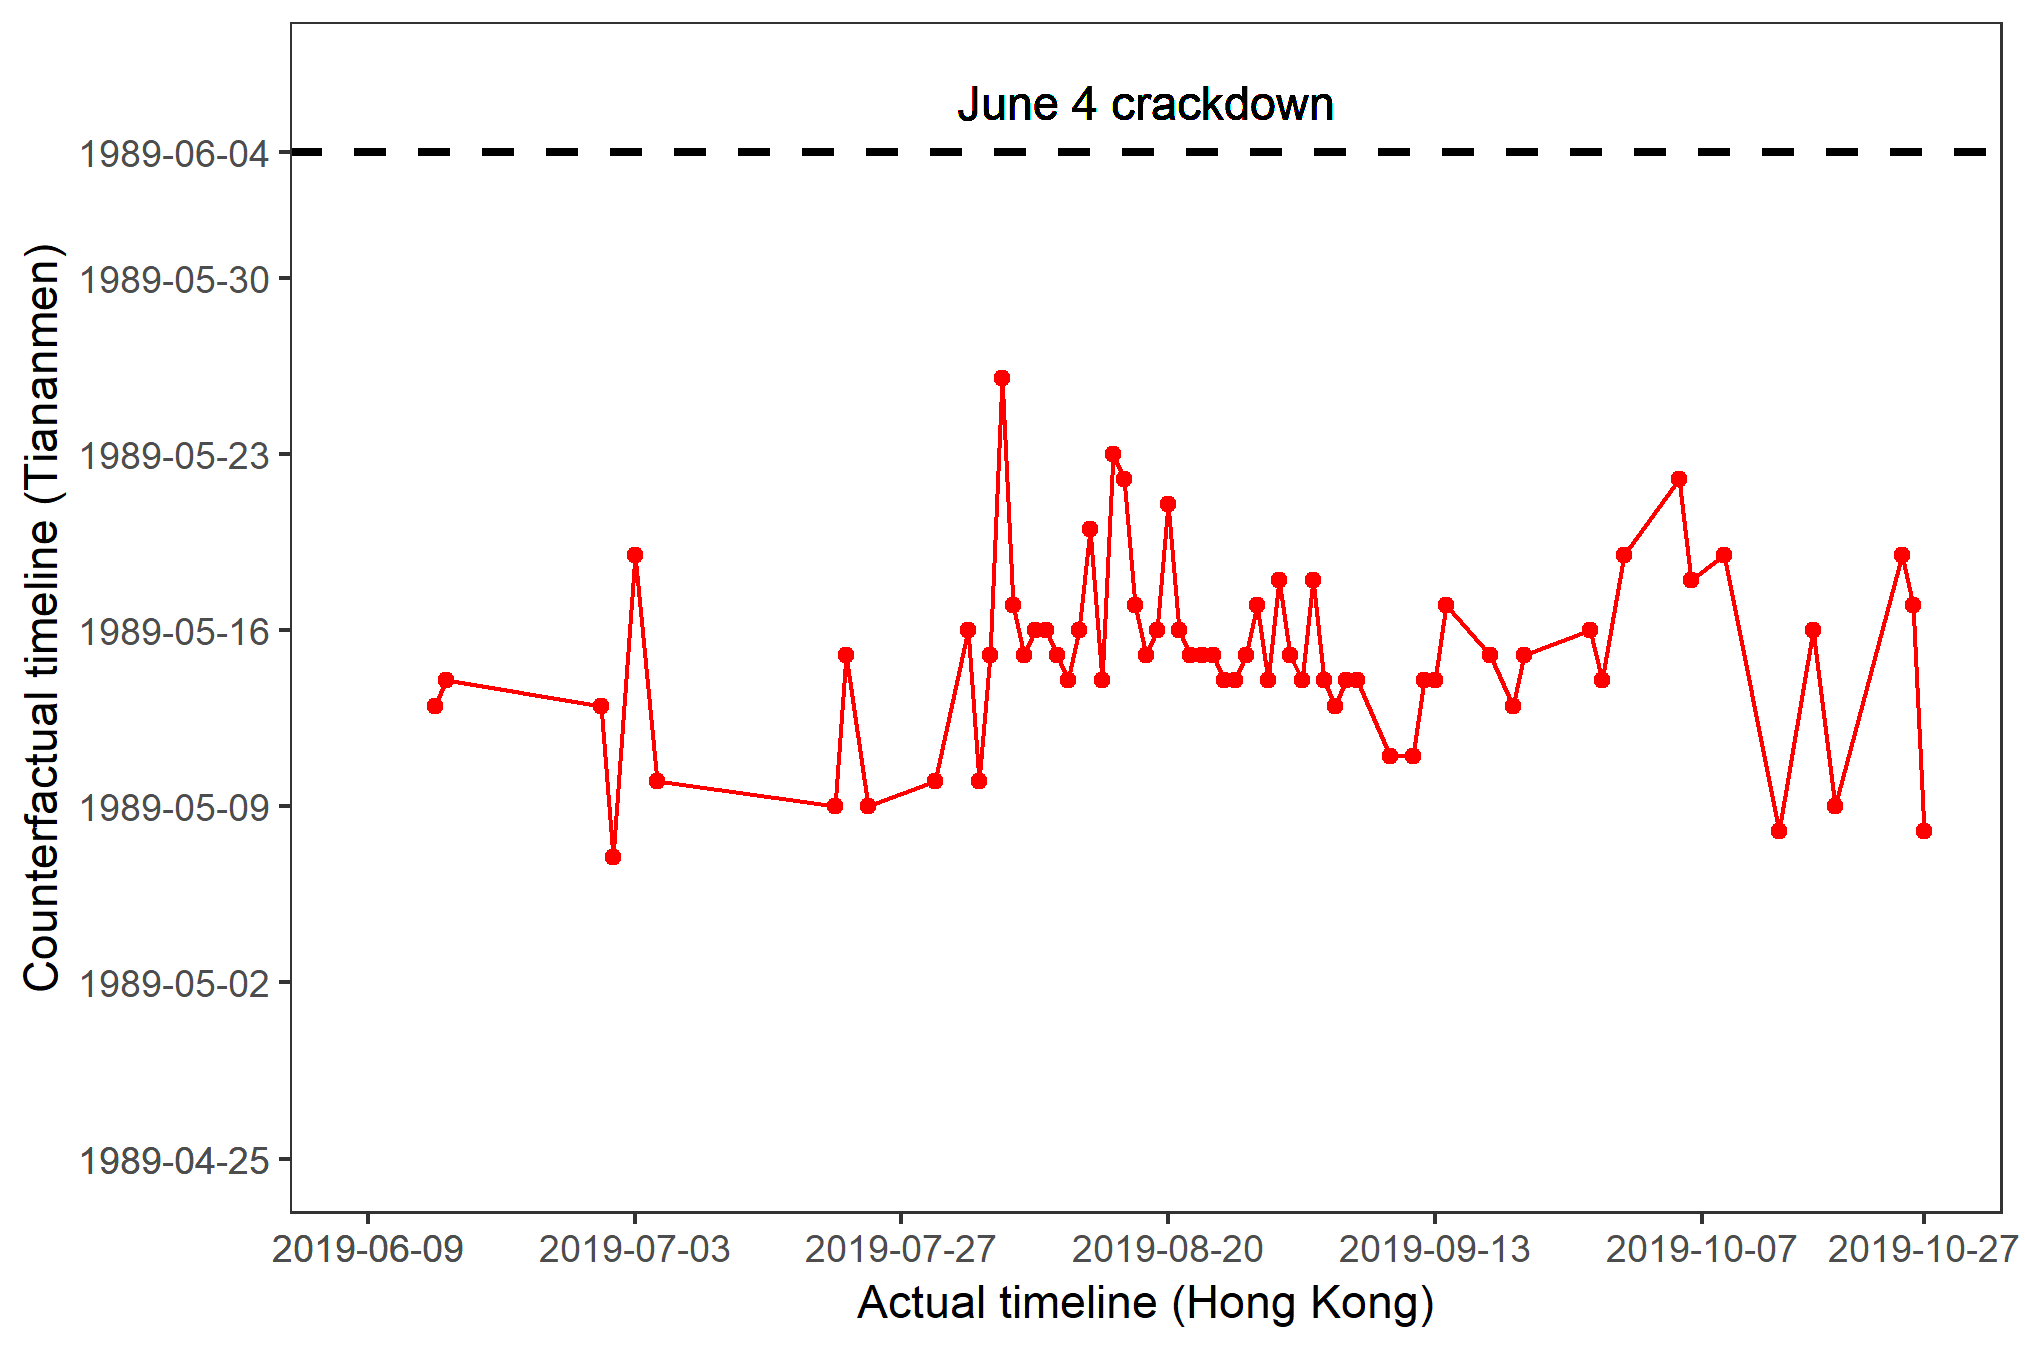 June 4 crackdown
1989-06-04
1989-05-30
1989-05-23
1989-05-16
1989-05-09
1989-05-02
1989-04-25
Counterfactual timeline (Tiananmen)
2019-06-09 2019-07-03 2019-07-27 2019-08-20 2019-09-13 2019-10-07 2019-10-27
Actual timeline (Hong Kong)